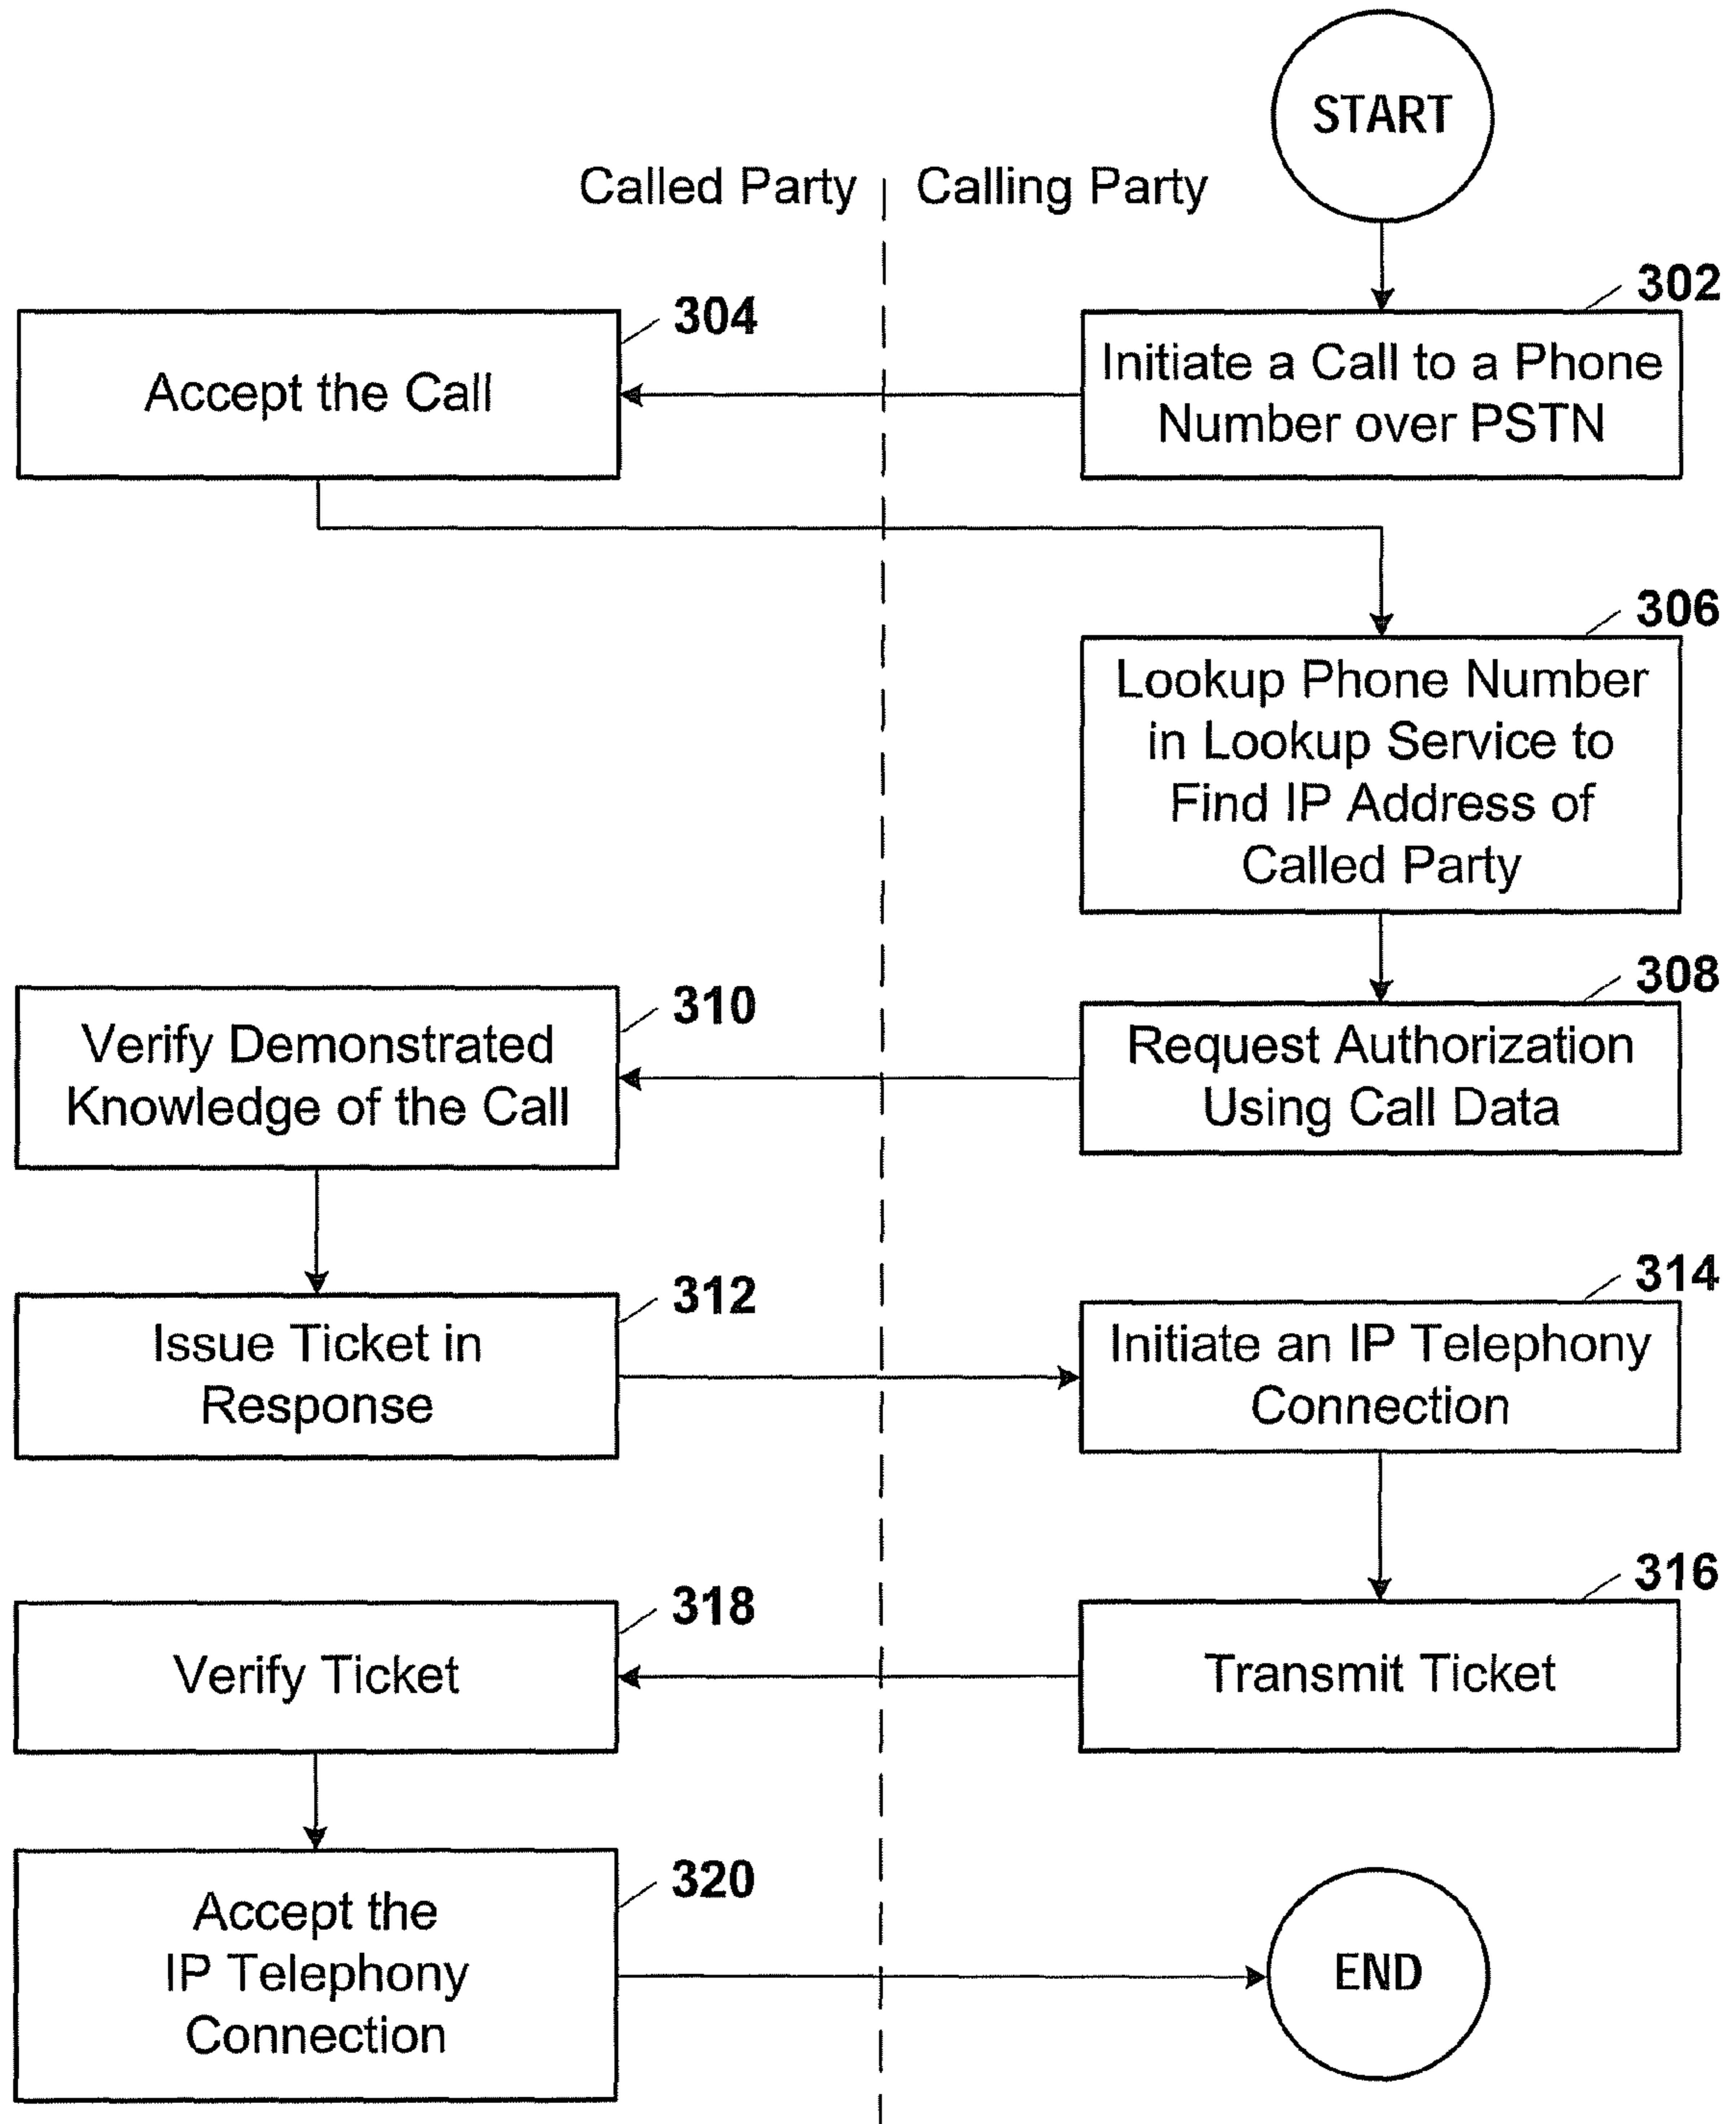 START
Called Party
Calling Party
302
304
Initiate a Call to a Phone
Number over PSTN
Accept the Call
306
Lookup Phone Number
in Lookup Service to
Find IP Address of
Called Party
308
310
Request Authorization
Using Call Data
Verify Demonstrated
Knowledge of the Call
312
314
Issue Ticket in
Response
Initiate an IP Telephony
Connection
316
318
Transmit Ticket
Verify Ticket
320
Accept the
IP Telephony
Connection
END